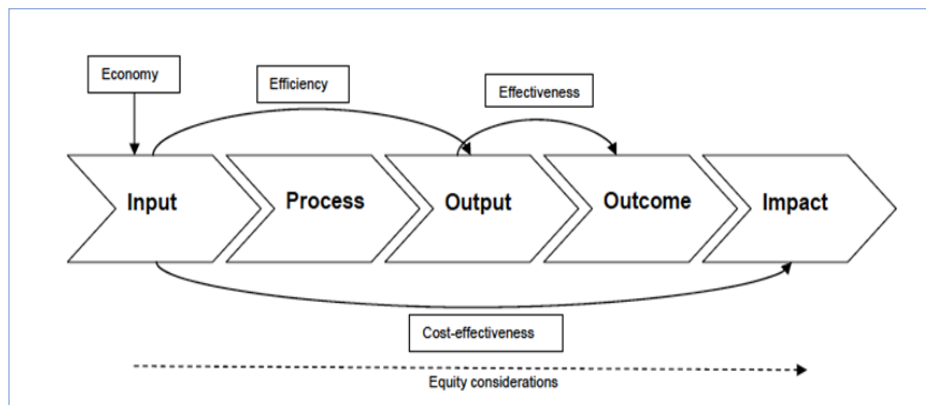 Economy
Efficiency
Effectiveness
Input
Process
Output
Outcome
Impact
Cost-effectiveness
Equity considerations